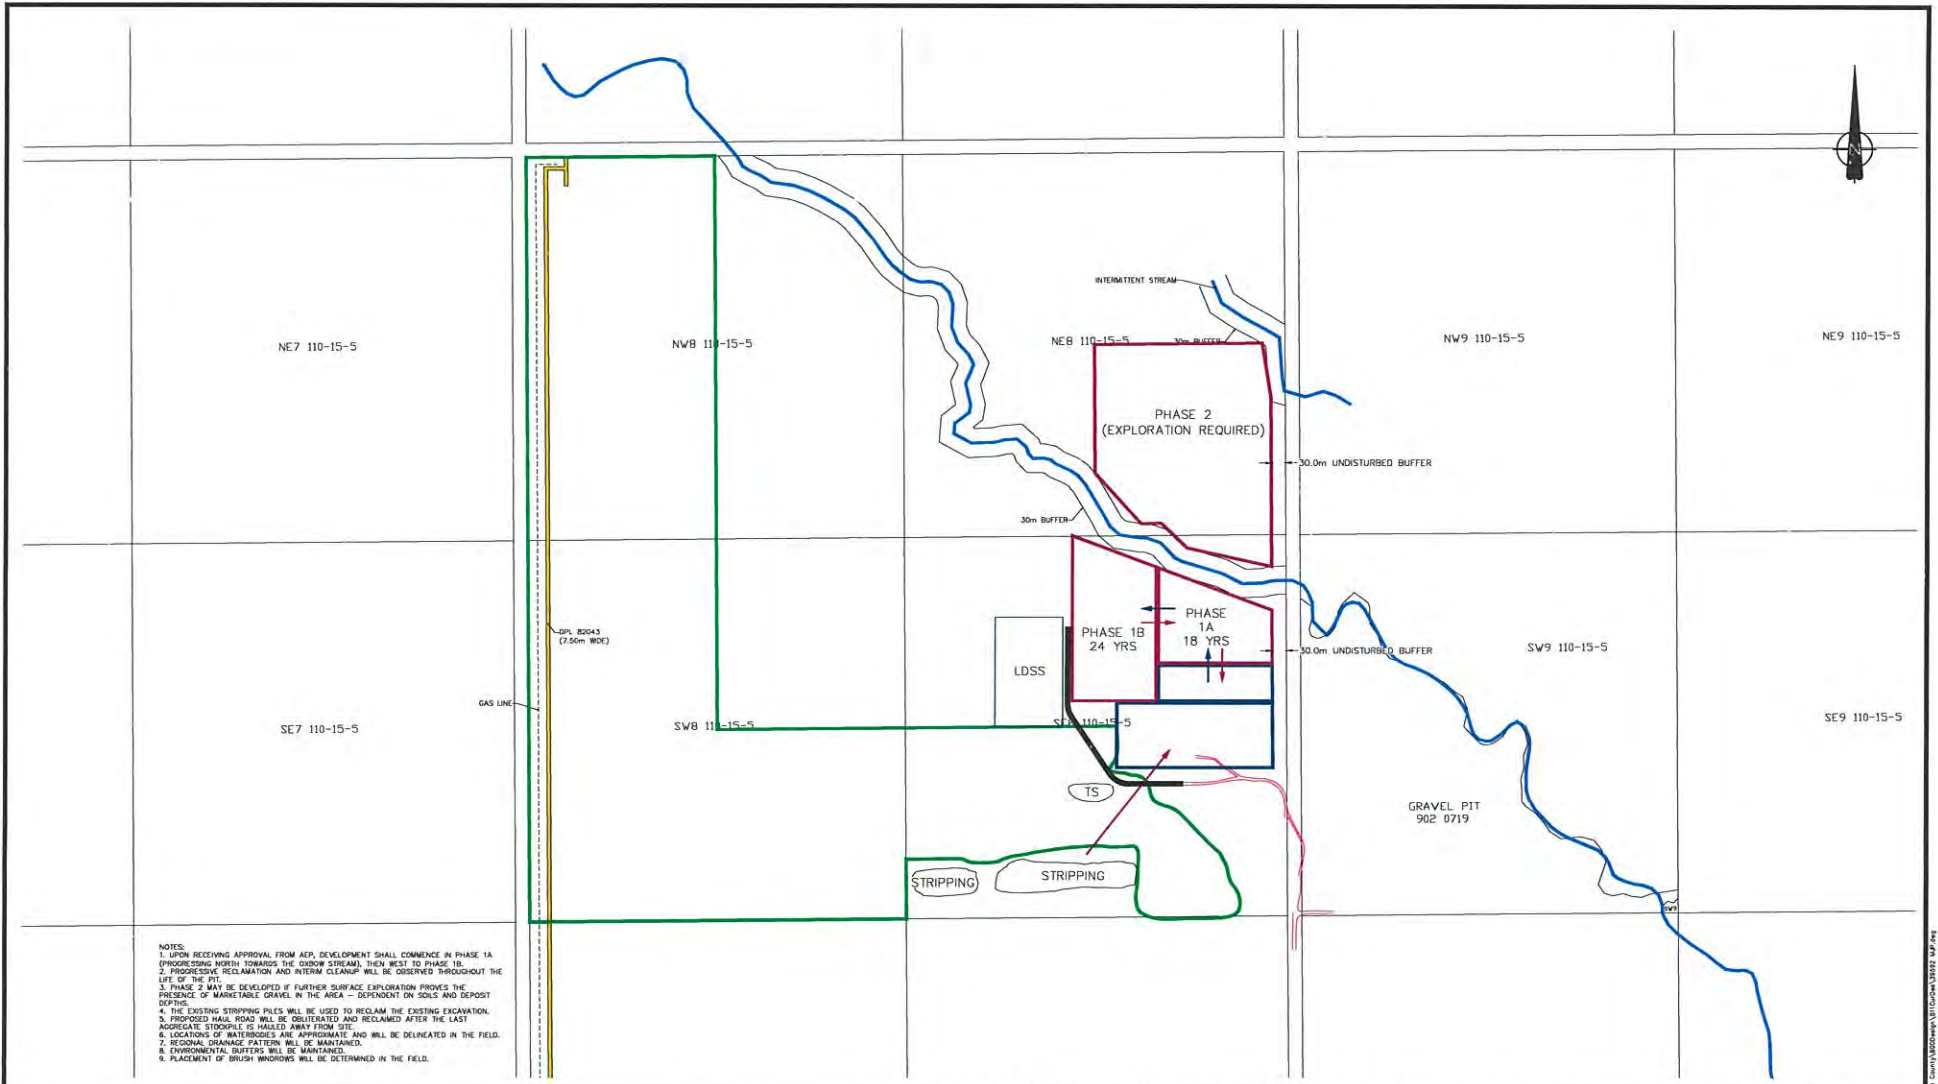 INTERMITTENT STREAM
NE7 110-15-5
NW8 110-15-5
NE8 110-15-5
30m BUFFER
NW9 110-15-5
NE9 110-15-5
PHASE 2
(EXPLORATION REQUIRED)
30.0m UNDISTURBED BUFFER
30m BUFFER
DPL 82043
(7.50m WIDE)
PHASE 1B
24 YRS
PHASE
1A
18 YRS
30.0m UNDISTURBED BUFFER
SW9 110-15-5
LDSS
GAS LINE
SE7 110-15-5
SW8 110-15-5
SE8 110-15-5
SE9 110-15-5
TS
GRAVEL PIT
902 0719
STRIPPING
STRIPPING
SW9
NOTES:
1. UPON RECEIVING APPROVAL FROM AEP, DEVELOPMENT SHALL COMMENCE IN PHASE 1A
(PROGRESSING NORTH TOWARDS THE OXBOW STREAM), THEN WEST TO PHASE 1B.
2. PROGRESSIVE RECLAMATION AND INTERIM CLEANUP WILL BE OBSERVED THROUGHOUT THE
LIFE OF THE PIT.
3. PHASE 2 MAY BE DEVELOPED IF FURTHER SURFACE EXPLORATION PROVES THE
PRESENCE OF MARKETABLE GRAVEL IN THE AREA – DEPENDENT ON SOILS AND DEPOSIT
DEPTHS.
4. THE EXISTING STRIPPING PILES WILL BE USED TO RECLAIM THE EXISTING EXCAVATION.
5. PROPOSED HAUL ROAD WILL BE OBLITERATED AND RECLAIMED AFTER THE LAST
AGGREGATE STOCKPILE IS HAULED AWAY FROM SITE.
6. LOCATIONS OF WATERBODIES ARE APPROXIMATE AND WILL BE DELINEATED IN THE FIELD.
7. REGIONAL DRAINAGE PATTERN WILL BE MAINTAINED.
8. ENVIRONMENTAL BUFFERS WILL BE MAINTAINED.
9. PLACEMENT OF BRUSH WINDROWS WILL BE DETERMINED IN THE FIELD.